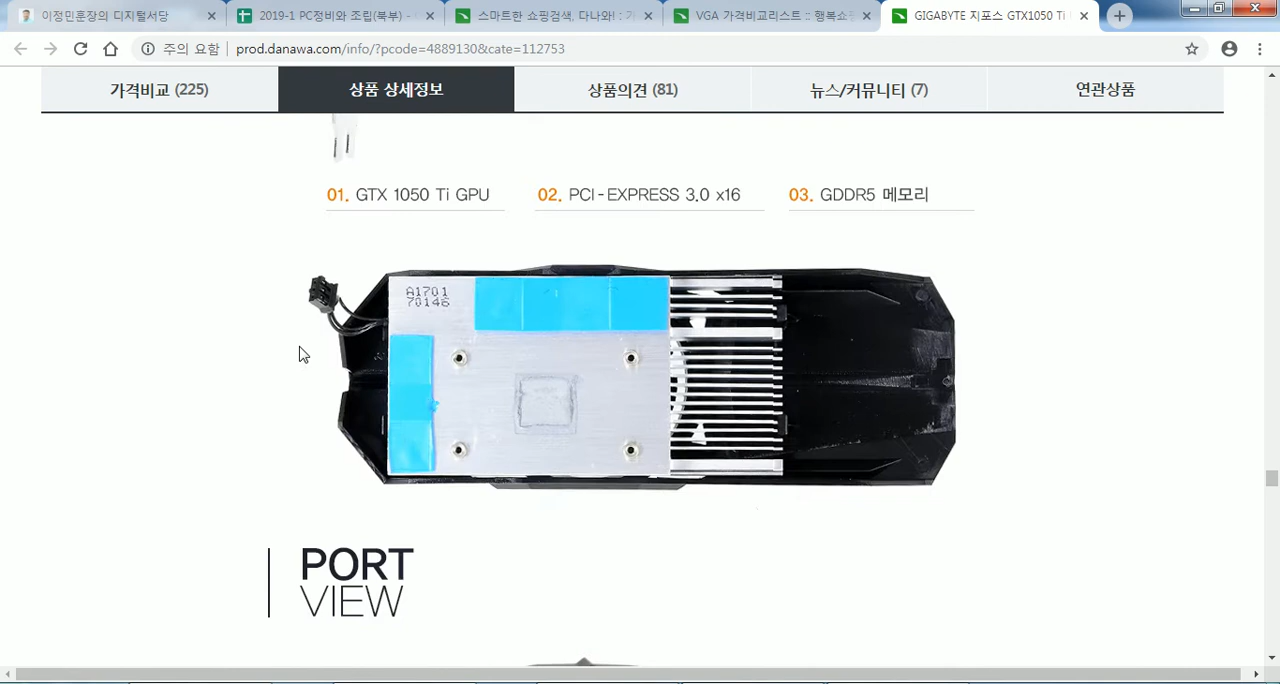 이정민훈장의 디지털서당
2019-1 PC정비와 조립(북부) -
스마트한 쇼핑검색, 다나와! ::
VGA 가격비교리스트 :: 행복쇼핑
GIGABYTE 지포스 GTX1050 Ti
주의 요함 | prod.danawa.com/info/?pcode=4889130&cate=112753
가격비교 (225)
상품 상세정보
상품의견 (81)
뉴스/커뮤니티 (7)
연관상품
01. GTX 1050 Ti GPU
02. PCI-EXPRESS 3.0 x16
03. GDDR5 메모리
A1701
70146
PORT
VIEW